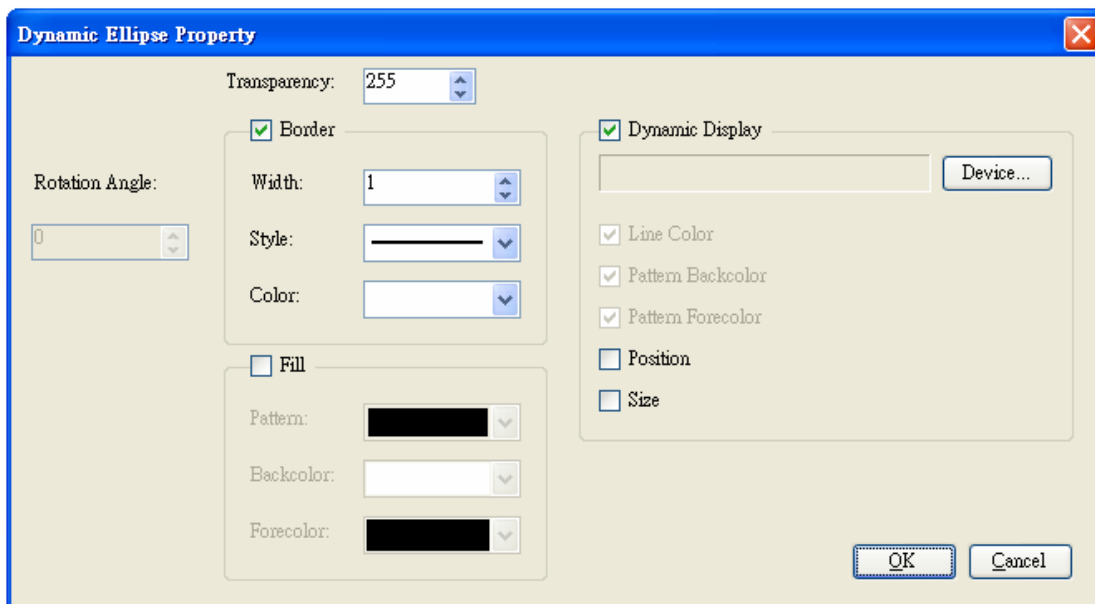 Dynamic Ellipse Property
Transparency: 255
Border
Width: 1
Style:
Color:
Rotation Angle:
0
Fill
Pattern:
Backcolor:
Forecolor:
Dynamic Display
Device...
Line Color
Pattern Backcolor
Pattern Forecolor
Position
Size
OK Cancel